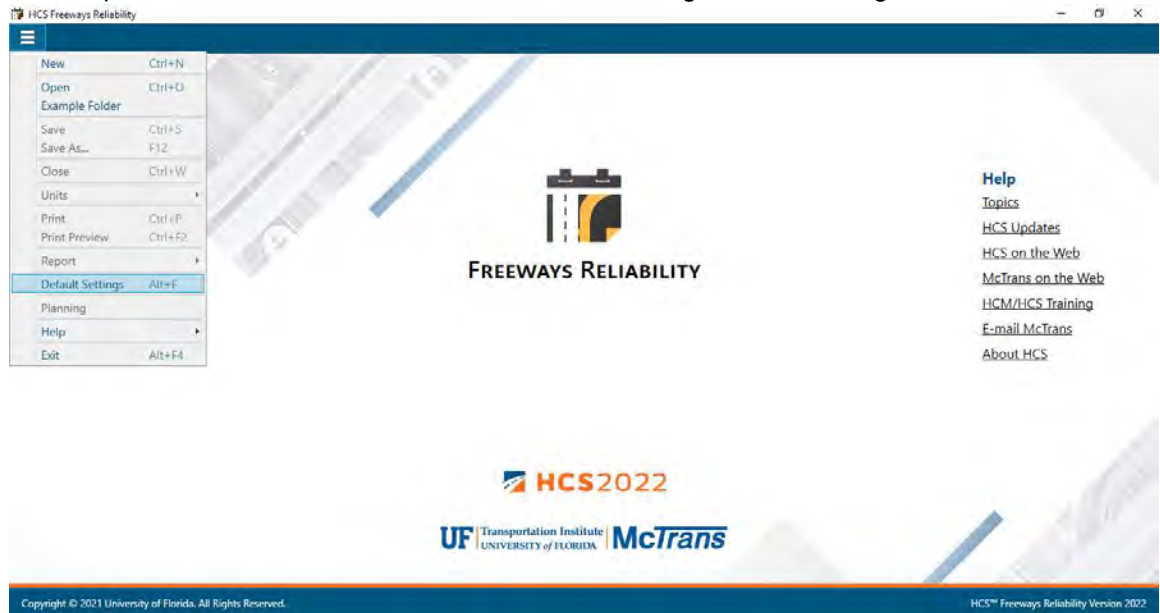 HCS Freeways Reliability
New Ctrl+N
Open Ctrl+O
Example Folder
Save Ctrl+S
Save As... F12
Close Ctrl+W
Units
Print Ctrl+P
Print Preview Ctrl+F2
Report
Default Settings Alt+F
Planning
Help
Exit Alt+F4
FREEWAYS RELIABILITY
Help
Topics
HCS Updates
HCS on the Web
McTrans on the Web
HCM/HCS Training
E-mail McTrans
About HCS
HCS2022
UF Transportation Institute McTrans
UNIVERSITY of FLORIDA
Copyright © 2021 University of Florida. All Rights Reserved.
HCS™ Freeways Reliability Version 2022